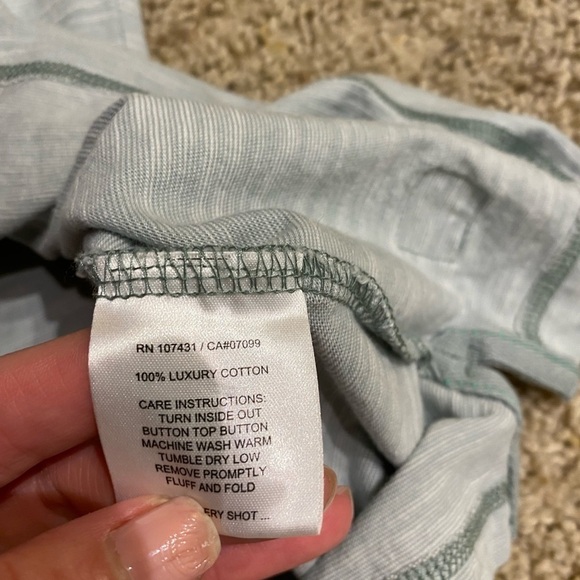 RN 107431 / CA#07099
100% LUXURY COTTON
CARE INSTRUCTIONS:
TURN INSIDE OUT
BUTTON TOP BUTTON
MACHINE WASH WARM
TUMBLE DRY LOW
REMOVE PROMPTLY
FLUFF AND FOLD
SHOT ...